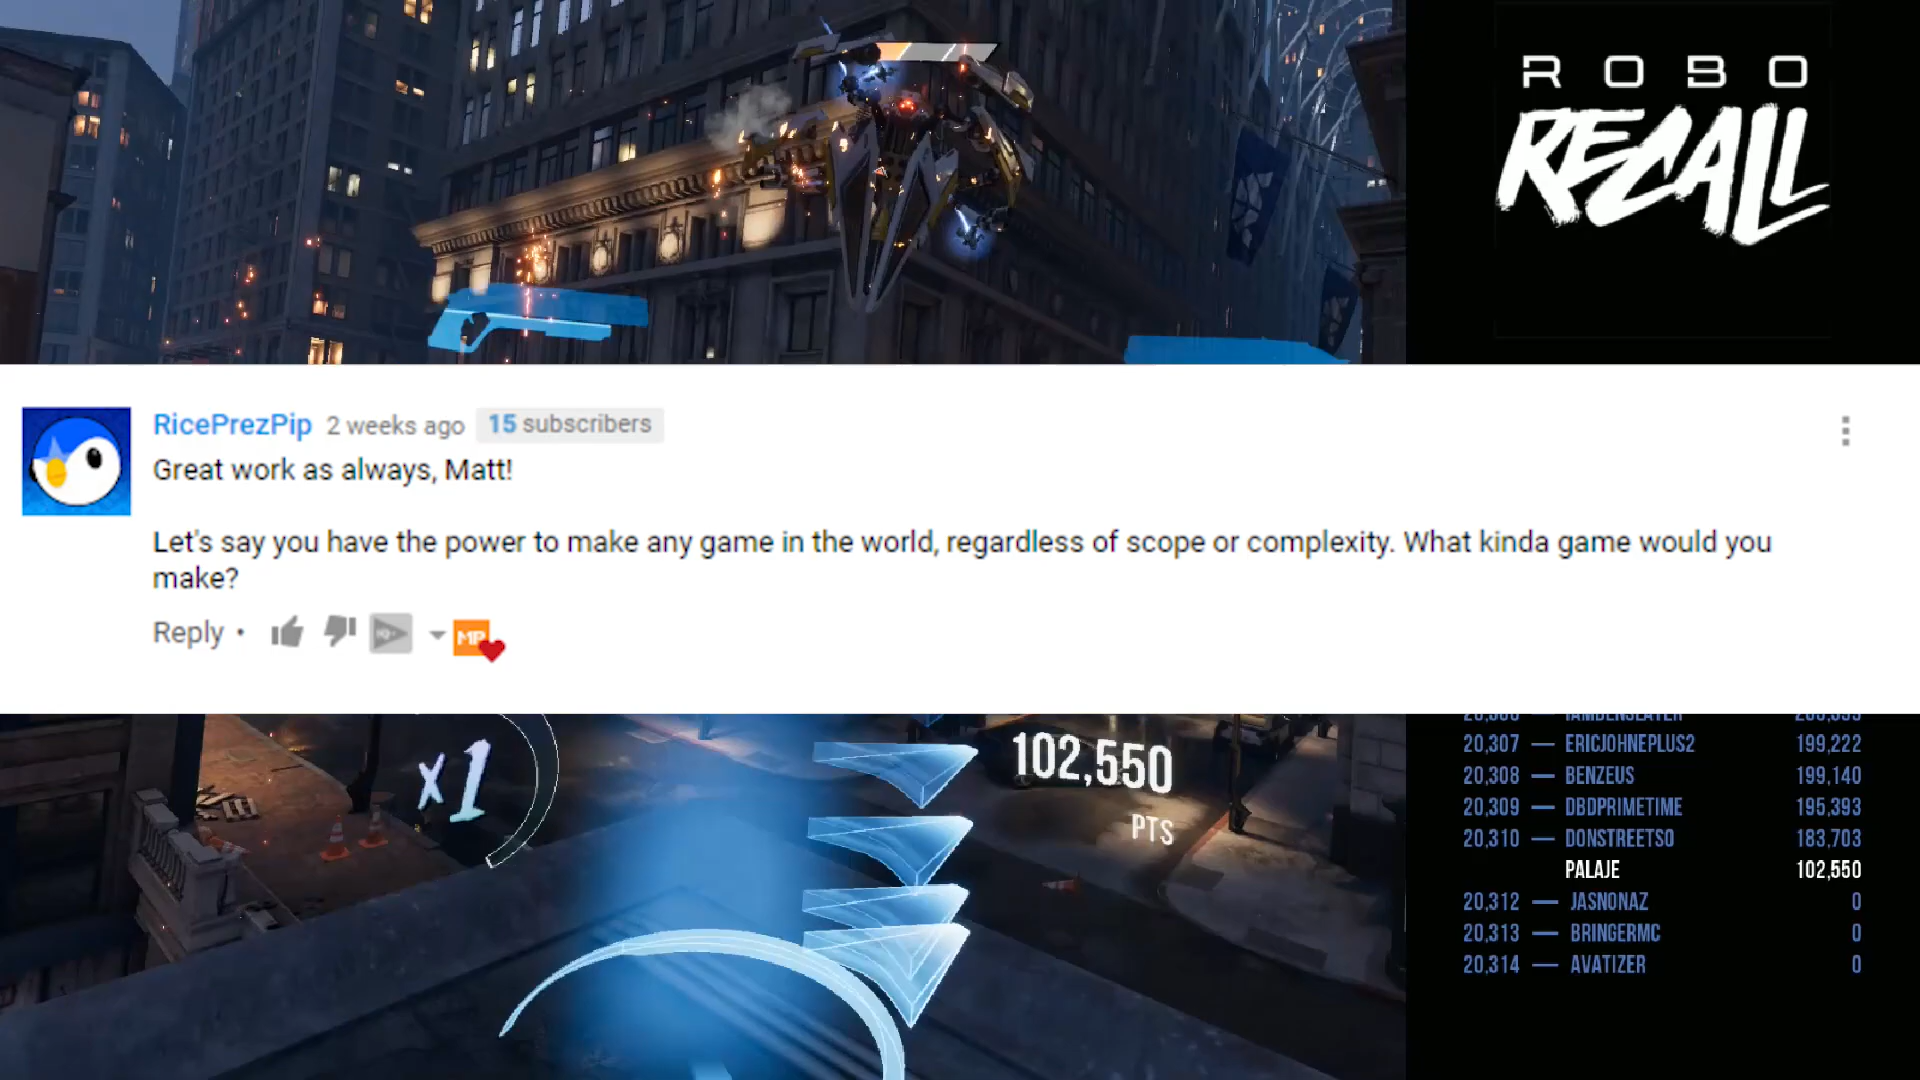 ROBO
RECALL
RicePrezPip 2 weeks ago 15 subscribers
Great work as always, Matt!
Let's say you have the power to make any game in the world, regardless of scope or complexity. What kinda game would you
make?
Reply •
MP
x1
102,550
PTS
20,307 — ERICJOHNEPLUS2 199,222
20,308 — BENZEUS 199,140
20,309 — DBDPRIMETIME 195,393
20,310 — DONSTREETSO 183,703
PALAJE 102,550
20,312 — JASNONAZ 0
20,313 — BRINGERMC 0
20,314 — AVATIZER 0